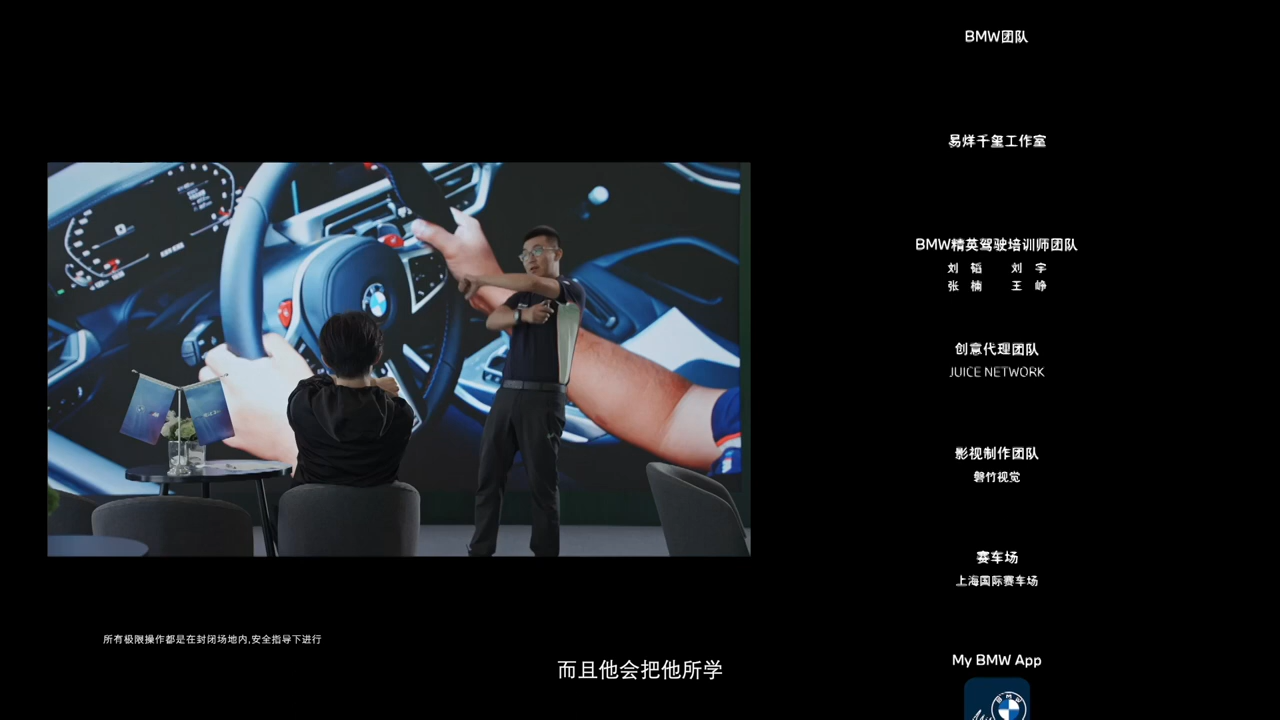 BMW团队
易烊千玺工作室
BMW精英驾驶培训师团队
刘 韬 刘 宇
张 楠 王 峥
创意代理团队
JUICE NETWORK
影视制作团队
磐竹视觉
赛车场
上海国际赛车场
My BMW App
BMW
所有极限操作都是在封闭场地内,安全指导下进行
而且他会把他所学